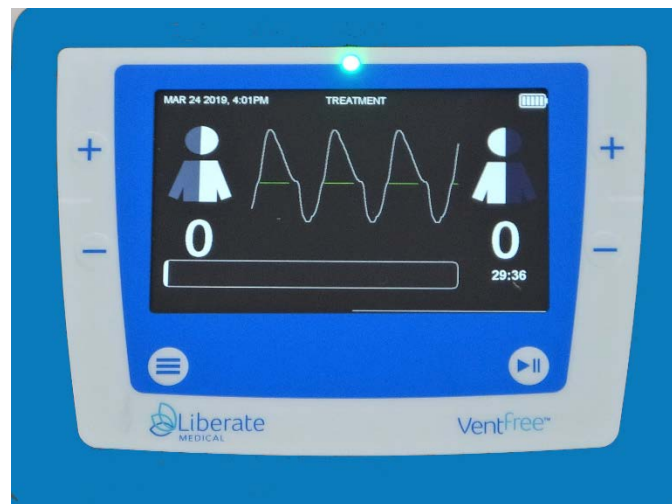 MAR 24 2019, 4:01PM TREATMENT
+ +
0 0
− −
29:36
Liberate VentFree™
MEDICAL